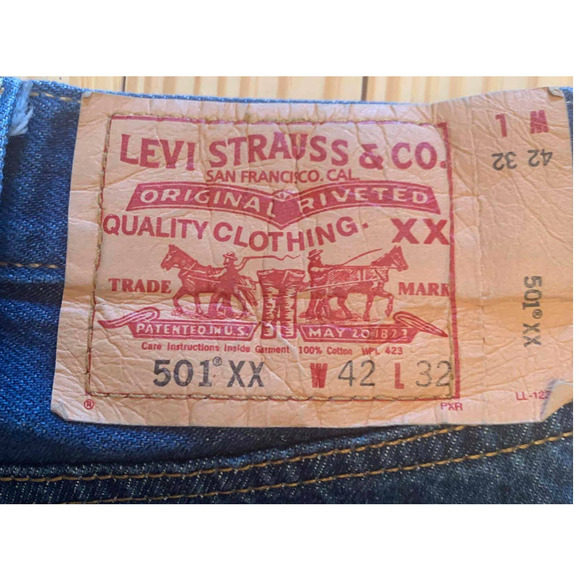 LEVI STRAUSS & CO.
SAN FRANCISCO, CAL.
ORIGINAL RIVETED
QUALITY CLOTHING. XX
TRADE MARK
PATENTED IN U.S. MAY 20 1873
Care Instructions Inside Garment 100% Cotton WPL 423
501® XX W 42 L 32
® PXR
W L
42 32
501® XX